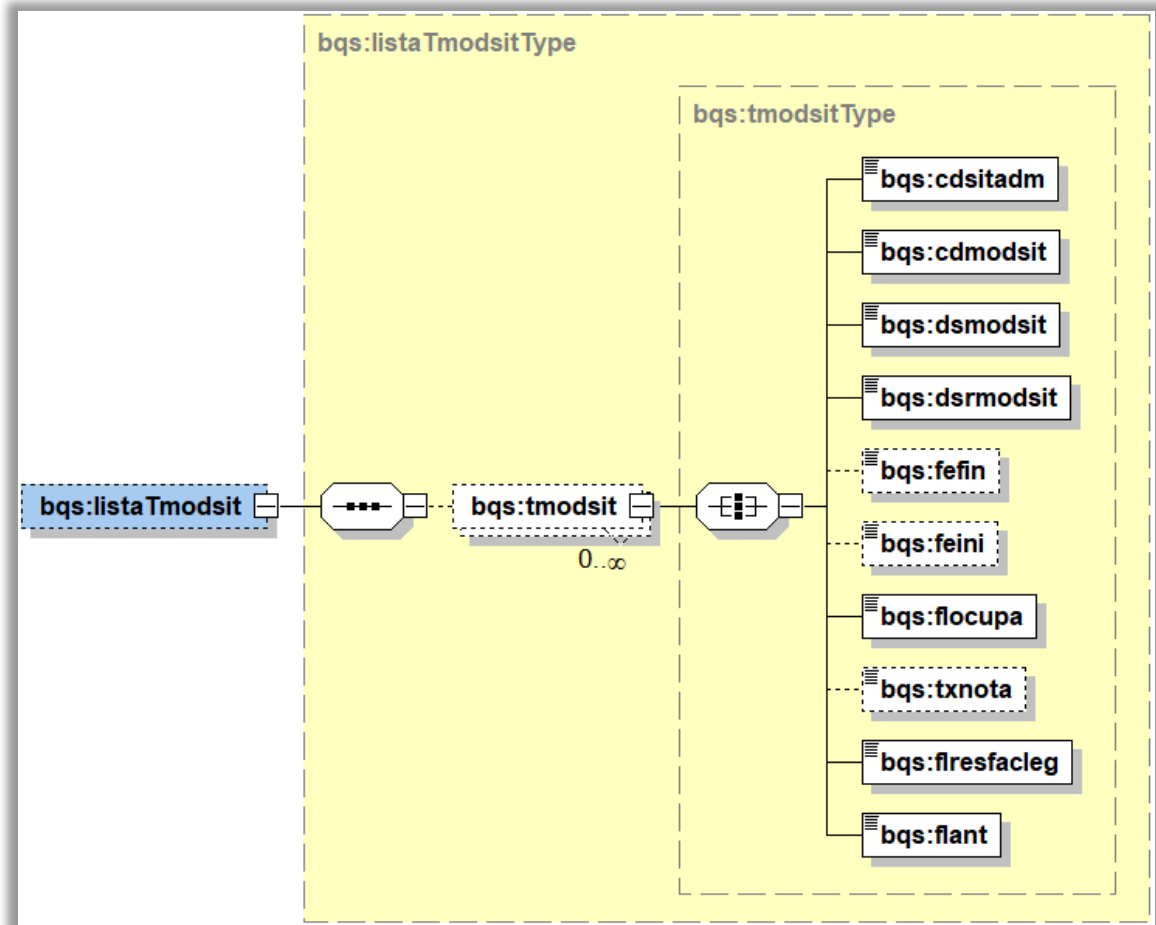 bqs:listaTmodsitType
bqs:tmodsitType
bqs:cdsitadm
bqs:cdmodsit
bqs:dsmodsit
bqs:dsrmodsit
bqs:fefin
bqs:listaTmodsit
bqs:tmodsit
0..∞
bqs:feini
bqs:flocupa
bqs:txnota
bqs:flresfacleg
bqs:flant